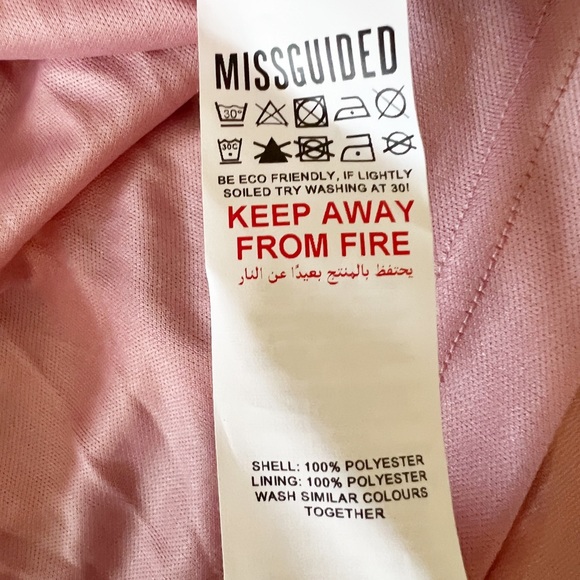 MISSGUIDED
30°
30C
BE ECO FRIENDLY, IF LIGHTLY
SOILED TRY WASHING AT 30!
KEEP AWAY
FROM FIRE
يحتفظ بالمنتج بعيدًا عن النار
SHELL: 100% POLYESTER
LINING: 100% POLYESTER
WASH SIMILAR COLOURS
TOGETHER